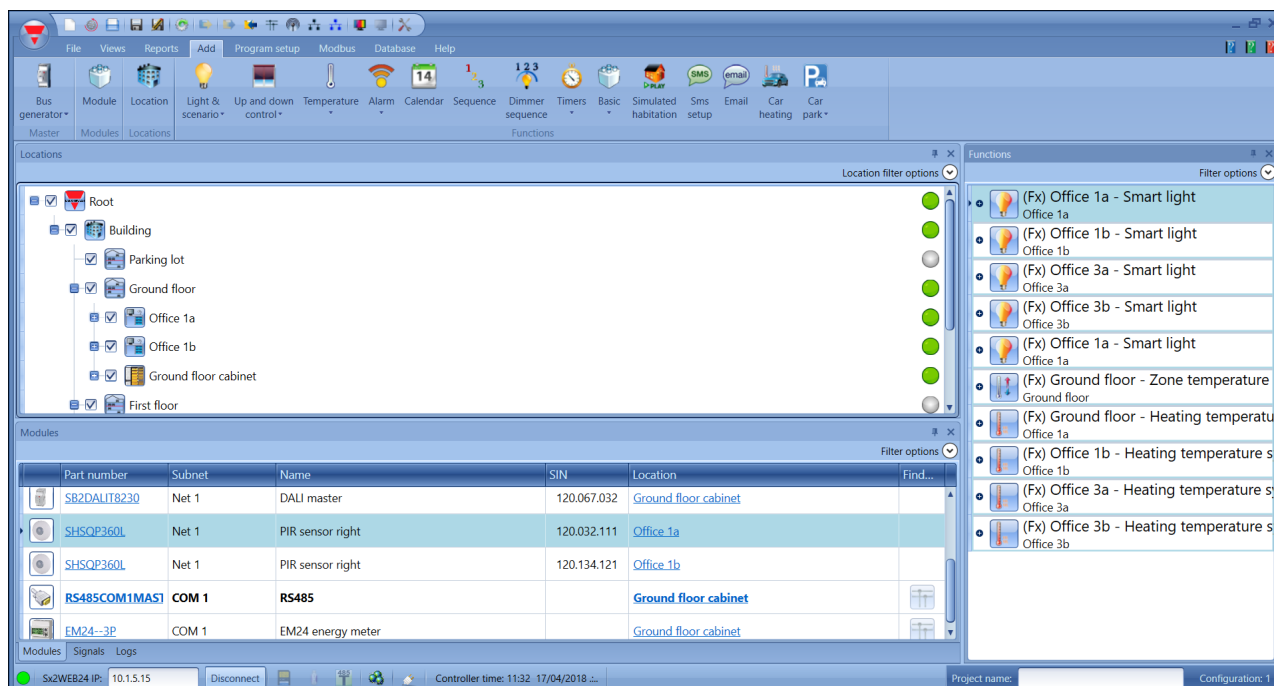 File Views Reports Add Program setup Modbus Database Help
14
1 2 3
SMS
email
PLAY
Bus generator
Module
Location
Light & scenario
Up and down control
Temperature
Alarm
Calendar
Sequence
Dimmer sequence
Timers
Basic
Simulated habitation
Sms setup
Email
Car heating
Car park
Master Modules Locations Functions
Locations
Location filter options
Root
Building
Parking lot
Ground floor
Office 1a
Office 1b
Ground floor cabinet
First floor
Modules
Filter options
Part number Subnet Name SIN Location Find...
SB2DALIT8230 Net 1 DALI master 120.067.032 Ground floor cabinet
SHSQP360L Net 1 PIR sensor right 120.032.111 Office 1a
SHSQP360L Net 1 PIR sensor right 120.134.121 Office 1b
RS485COM1MAST COM 1 RS485 Ground floor cabinet
EM24--3P COM 1 EM24 energy meter Ground floor cabinet
Modules Signals Logs
Functions
Filter options
(Fx) Office 1a - Smart light
Office 1a
(Fx) Office 1b - Smart light
Office 1b
(Fx) Office 3a - Smart light
Office 3a
(Fx) Office 3b - Smart light
Office 3b
(Fx) Office 1a - Smart light
Office 1a
(Fx) Ground floor - Zone temperature
Ground floor
(Fx) Ground floor - Heating temperatu
Office 1a
(Fx) Office 1b - Heating temperature s
Office 1b
(Fx) Office 3a - Heating temperature sy
Office 3a
(Fx) Office 3b - Heating temperature s
Office 3b
Sx2WEB24 IP: 10.1.5.15 Disconnect Controller time: 11:32 17/04/2018 .:. Project name: Configuration: 1